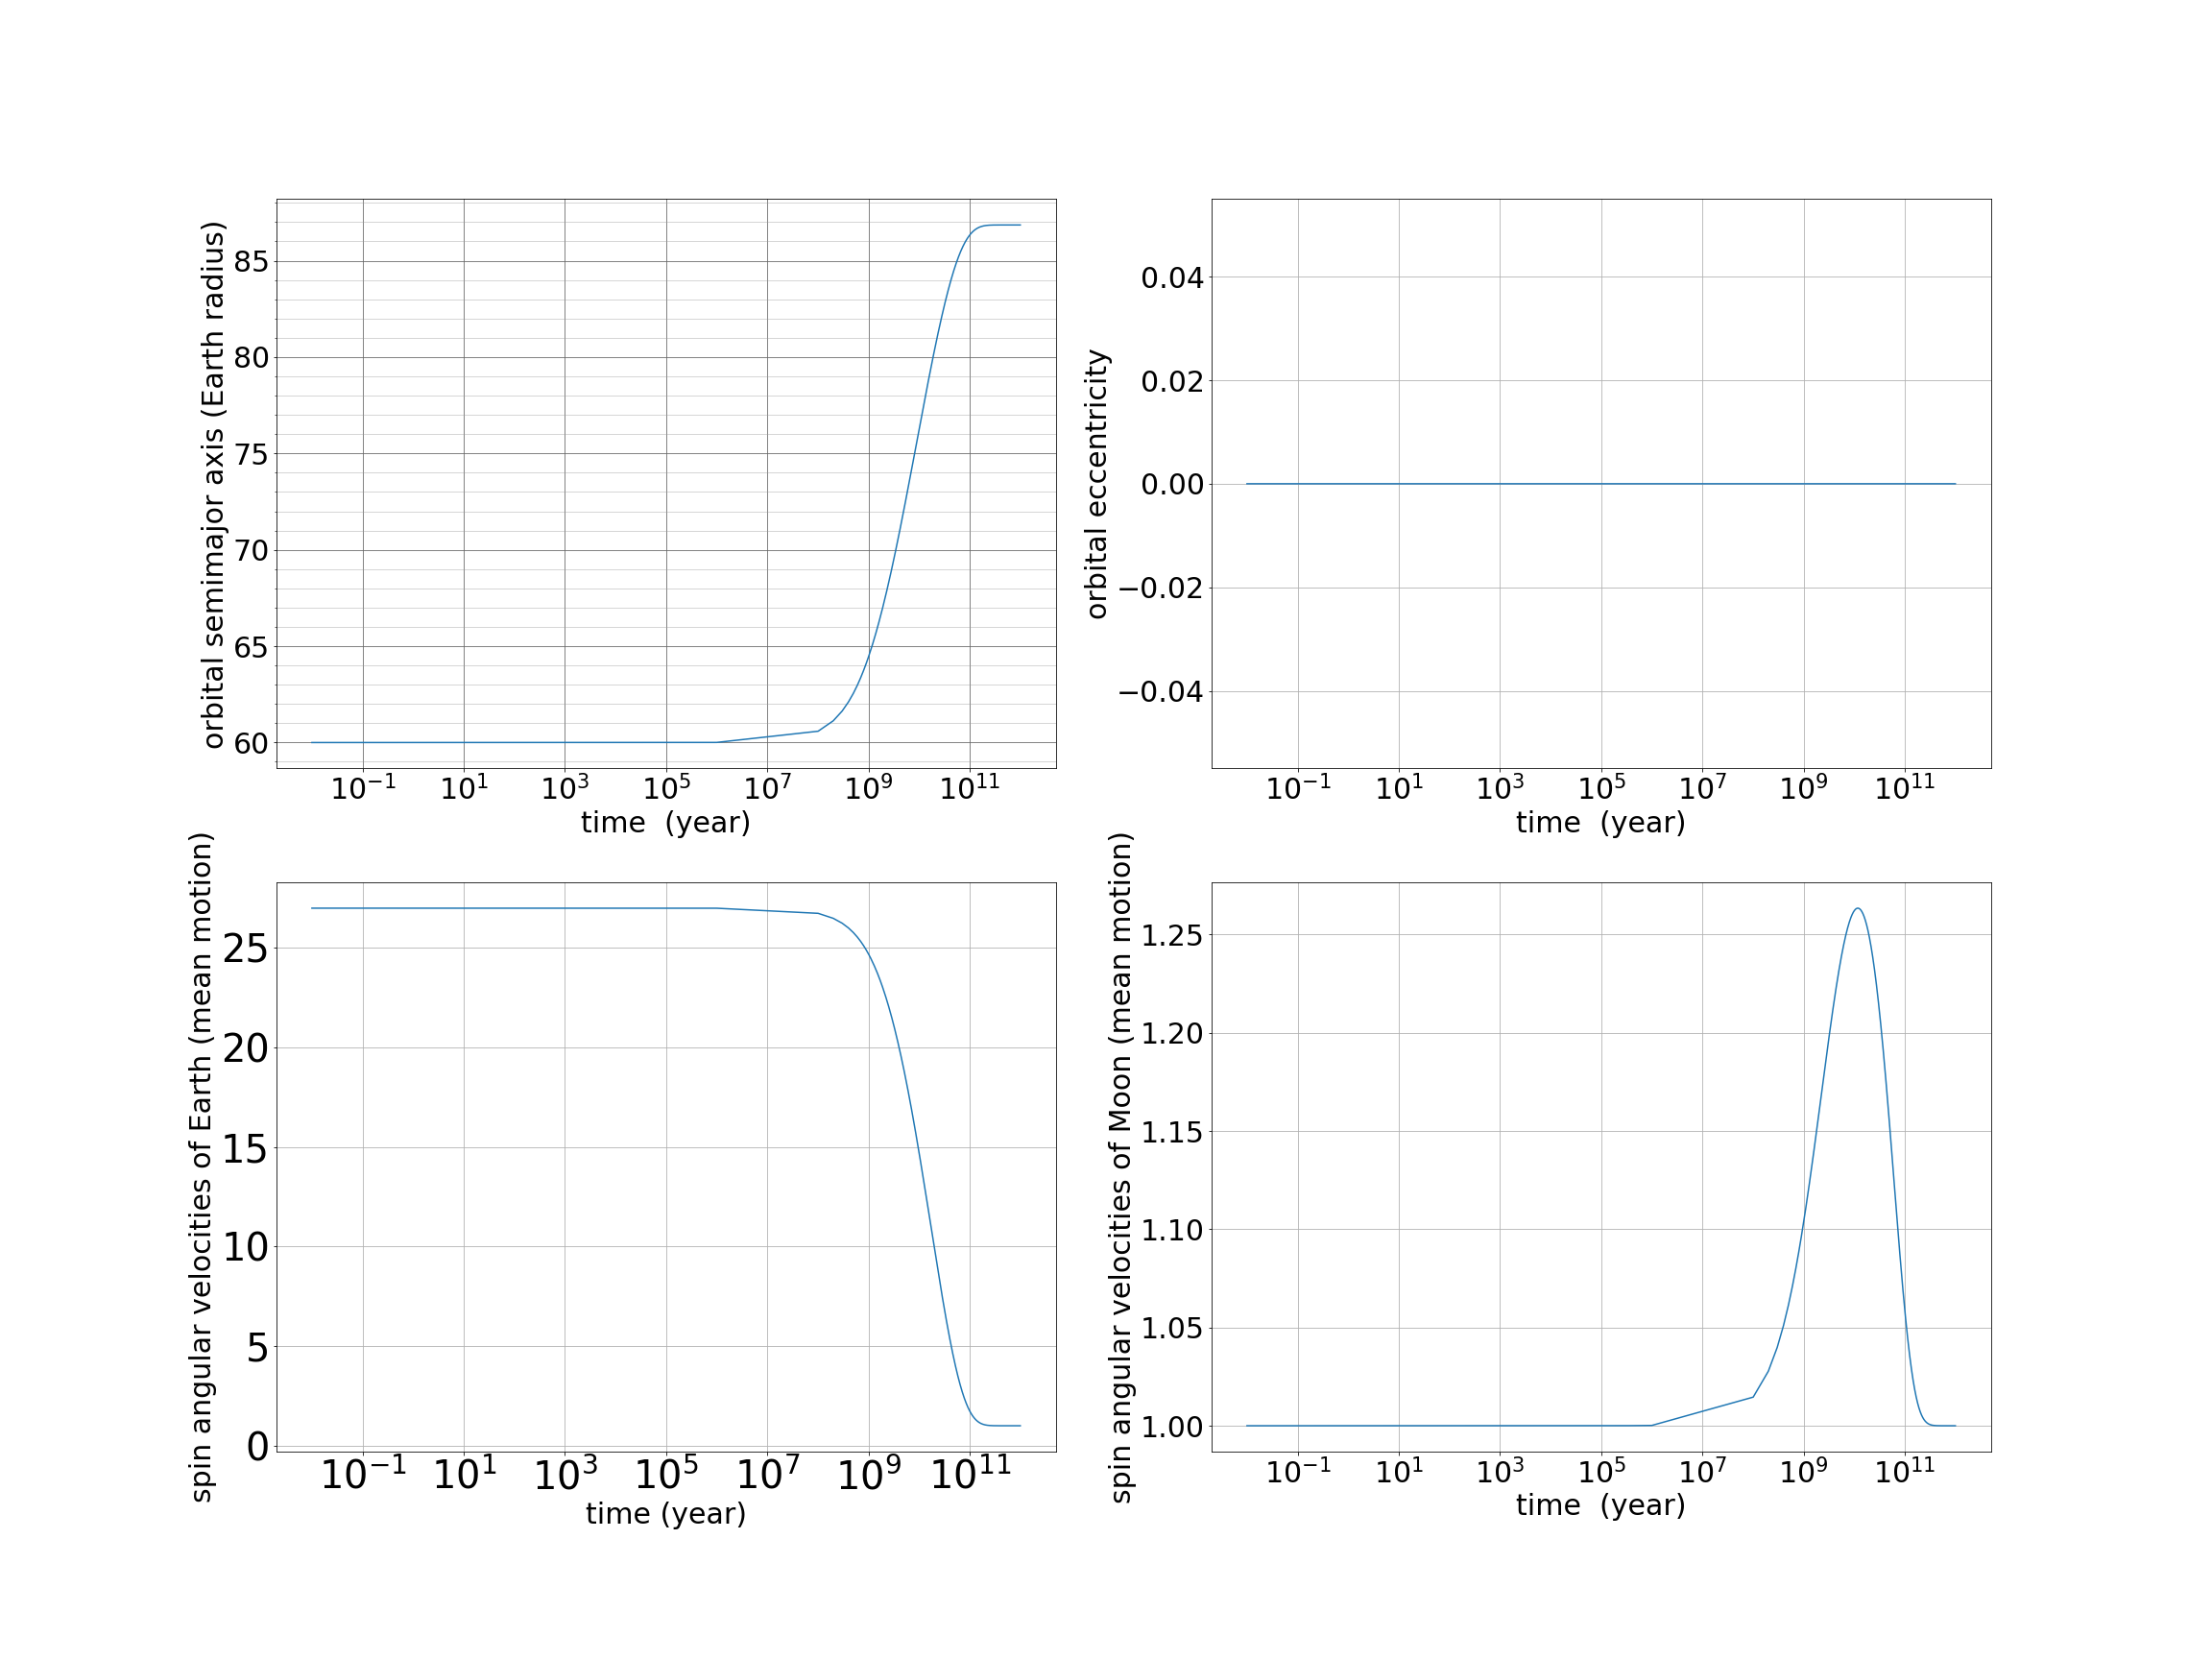 orbital semimajor axis (Earth radius)
85
80
75
70
65
60
10⁻¹ 10¹ 10³ 10⁵ 10⁷ 10⁹ 10¹¹
time (year)
orbital eccentricity
0.04
0.02
0.00
−0.02
−0.04
10⁻¹ 10¹ 10³ 10⁵ 10⁷ 10⁹ 10¹¹
time (year)
spin angular velocities of Earth (mean motion)
25
20
15
10
5
0
10⁻¹ 10¹ 10³ 10⁵ 10⁷ 10⁹ 10¹¹
time (year)
spin angular velocities of Moon (mean motion)
1.25
1.20
1.15
1.10
1.05
1.00
10⁻¹ 10¹ 10³ 10⁵ 10⁷ 10⁹ 10¹¹
time (year)